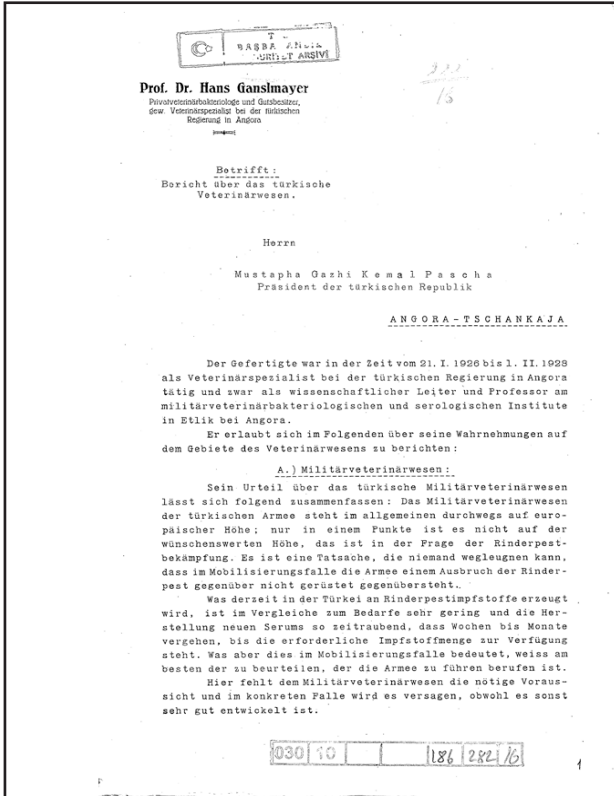 T
BAŞBA
ARŞİVİ
Prof. Dr. Hans Ganslmayer
Privatveterinärbakteriologe und Gutsbesitzer,
gew. Veterinärspezialist bei der türkischen
Regierung in Angora
Betrifft:
Bericht über das türkische
Veterinärwesen.
Herrn
Mustapha Gazhi Kemal Pascha
Präsident der türkischen Republik
ANGORA-TSCHANKAJA
Der Gefertigte war in der Zeit vom 21. I. 1926 bis 1. II. 1928
als Veterinärspezialist bei der türkischen Regierung in Angora
tätig und zwar als wissenschaftlicher Leiter und Professor am
militärveterinärbakteriologischen und serologischen Institute
in Etlik bei Angora.
Er erlaubt sich im Folgenden über seine Wahrnehmungen auf
dem Gebiete des Veterinärwesens zu berichten:
A.) Militärveterinärwesen:
Sein Urteil über das türkische Militärveterinärwesen
lässt sich folgend zusammenfassen: Das Militärveterinärwesen
der türkischen Armee steht im allgemeinen durchwegs auf euro-
päischer Höhe; nur in einem Punkte ist es nicht auf der
wünschenswerten Höhe, das ist in der Frage der Rinderpest-
bekämpfung. Es ist eine Tatsache, die niemand wegleugnen kann,
dass im Mobilisierungsfalle die Armee einem Ausbruch der Rinder-
pest gegenüber nicht gerüstet gegenübersteht.
Was derzeit in der Türkei an Rinderpestimpfstoffe erzeugt
wird, ist im Vergleiche zum Bedarfe sehr gering und die Her-
stellung neuen Serums so zeitraubend, dass Wochen bis Monate
vergehen, bis die erforderliche Impfstoffmenge zur Verfügung
steht. Was aber dies im Mobilisierungsfalle bedeutet, weiss am
besten der zu beurteilen, der die Armee zu führen berufen ist.
Hier fehlt dem Militärveterinärwesen die nötige Voraus-
sicht und im konkreten Falle wird es versagen, obwohl es sonst
sehr gut entwickelt ist.
030 10 186 282 16
1